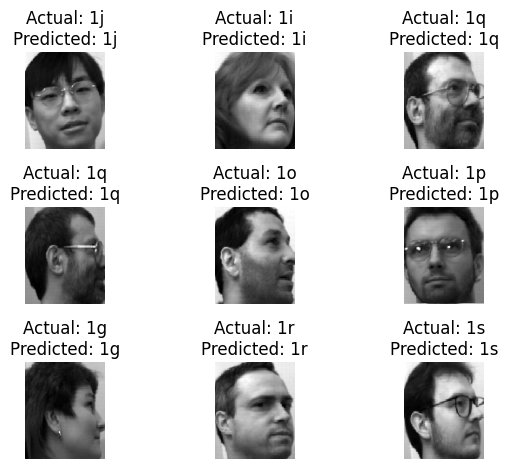 Actual: 1j
Predicted: 1j
Actual: 1i
Predicted: 1i
Actual: 1q
Predicted: 1q
Actual: 1q
Predicted: 1q
Actual: 1o
Predicted: 1o
Actual: 1p
Predicted: 1p
Actual: 1g
Predicted: 1g
Actual: 1r
Predicted: 1r
Actual: 1s
Predicted: 1s